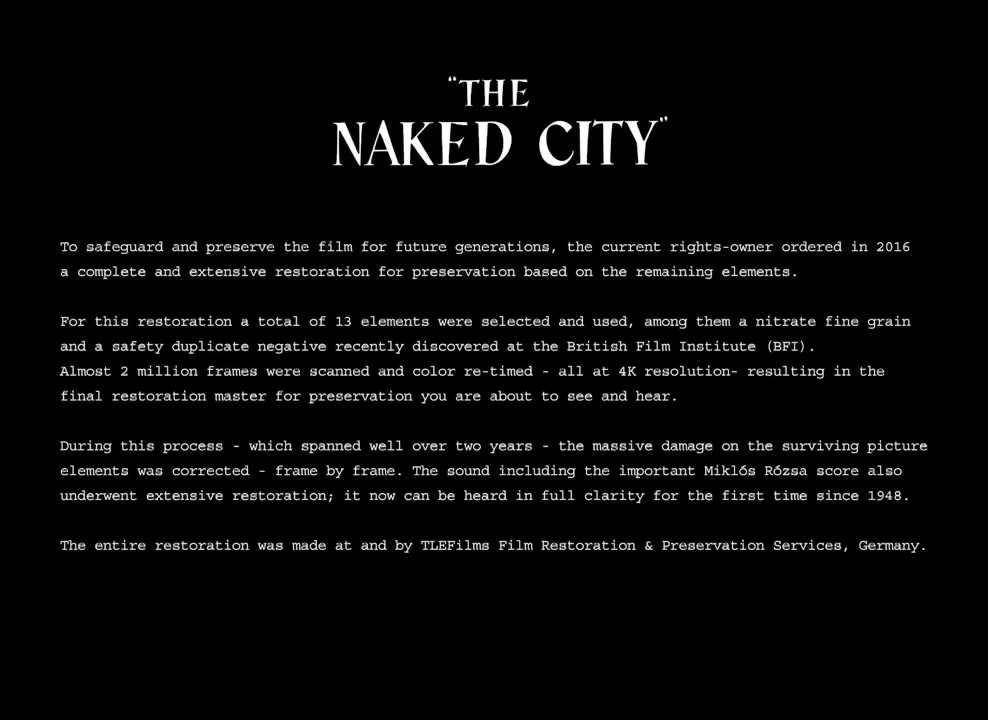 "THE
NAKED CITY"
To safeguard and preserve the film for future generations, the current rights-owner ordered in 2016
a complete and extensive restoration for preservation based on the remaining elements.
For this restoration a total of 13 elements were selected and used, among them a nitrate fine grain
and a safety duplicate negative recently discovered at the British Film Institute (BFI).
Almost 2 million frames were scanned and color re-timed - all at 4K resolution- resulting in the
final restoration master for preservation you are about to see and hear.
During this process - which spanned well over two years - the massive damage on the surviving picture
elements was corrected - frame by frame. The sound including the important Miklós Rózsa score also
underwent extensive restoration; it now can be heard in full clarity for the first time since 1948.
The entire restoration was made at and by TLEFilms Film Restoration & Preservation Services, Germany.